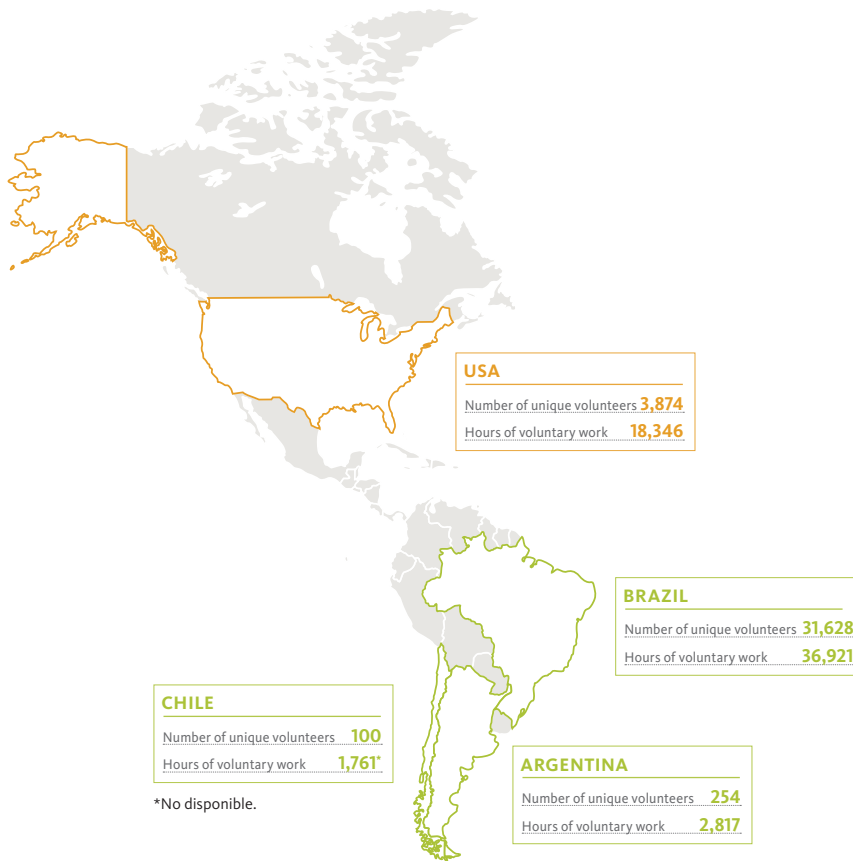 USA
Number of unique volunteers 3,874
Hours of voluntary work 18,346
BRAZIL
Number of unique volunteers 31,628
Hours of voluntary work 36,921
CHILE
Number of unique volunteers 100
Hours of voluntary work 1,761*
*No disponible.
ARGENTINA
Number of unique volunteers 254
Hours of voluntary work 2,817